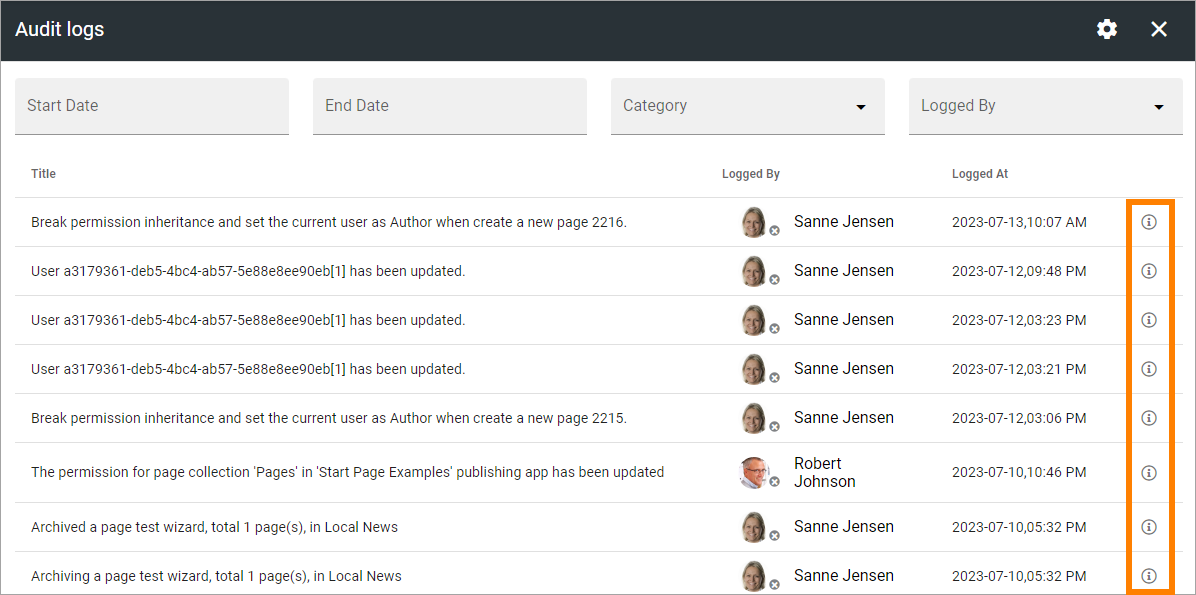 Audit logs
Start Date End Date Category Logged By
Title Logged By Logged At
Break permission inheritance and set the current user as Author when create a new page 2216. Sanne Jensen 2023-07-13,10:07 AM
User a3179361-deb5-4bc4-ab57-5e88e8ee90eb[1] has been updated. Sanne Jensen 2023-07-12,09:48 PM
User a3179361-deb5-4bc4-ab57-5e88e8ee90eb[1] has been updated. Sanne Jensen 2023-07-12,03:23 PM
User a3179361-deb5-4bc4-ab57-5e88e8ee90eb[1] has been updated. Sanne Jensen 2023-07-12,03:21 PM
Break permission inheritance and set the current user as Author when create a new page 2215. Sanne Jensen 2023-07-12,03:06 PM
The permission for page collection 'Pages' in 'Start Page Examples' publishing app has been updated Robert Johnson 2023-07-10,10:46 PM
Archived a page test wizard, total 1 page(s), in Local News Sanne Jensen 2023-07-10,05:32 PM
Archiving a page test wizard, total 1 page(s), in Local News Sanne Jensen 2023-07-10,05:32 PM